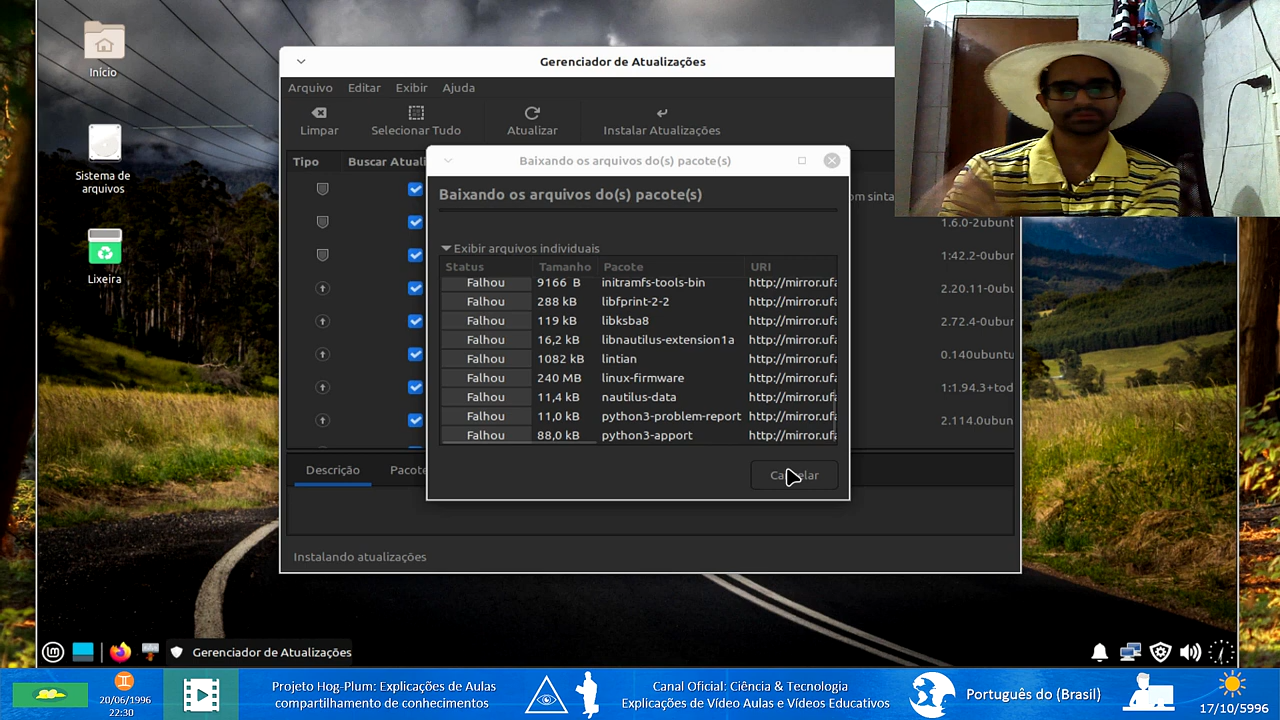 Início
Sistema de
arquivos
Lixeira
Gerenciador de Atualizações
Arquivo Editar Exibir Ajuda
Limpar Selecionar Tudo Atualizar Instalar Atualizações
Tipo Buscar Atuali
om sinta
1.6.0-2ubunt
1:42.2-0ubu
2.20.11-0ubu
2.72.4-0ubur
0.140ubuntu
1:1.94.3+tod
2.114.0ubun
Baixando os arquivos do(s) pacote(s)
Baixando os arquivos do(s) pacote(s)
Exibir arquivos individuais
Status Tamanho Pacote URI
Falhou 9166 B initramfs-tools-bin http://mirror.ufa
Falhou 288 kB libfprint-2-2 http://mirror.ufa
Falhou 119 kB libksba8 http://mirror.ufa
Falhou 16,2 kB libnautilus-extension1a http://mirror.ufa
Falhou 1082 kB lintian http://mirror.ufa
Falhou 240 MB linux-firmware http://mirror.ufa
Falhou 11,4 kB nautilus-data http://mirror.ufa
Falhou 11,0 kB python3-problem-report http://mirror.ufa
Falhou 88,0 kB python3-apport http://mirror.ufa
Cancelar
Descrição Pacote
Instalando atualizações
Gerenciador de Atualizações
20/06/1996
22:30
Projeto Hog-Plum: Explicações de Aulas
compartilhamento de conhecimentos
Canal Oficial: Ciência & Tecnologia
Explicações de Vídeo Aulas e Vídeos Educativos
Português do (Brasil)
17/10/5996